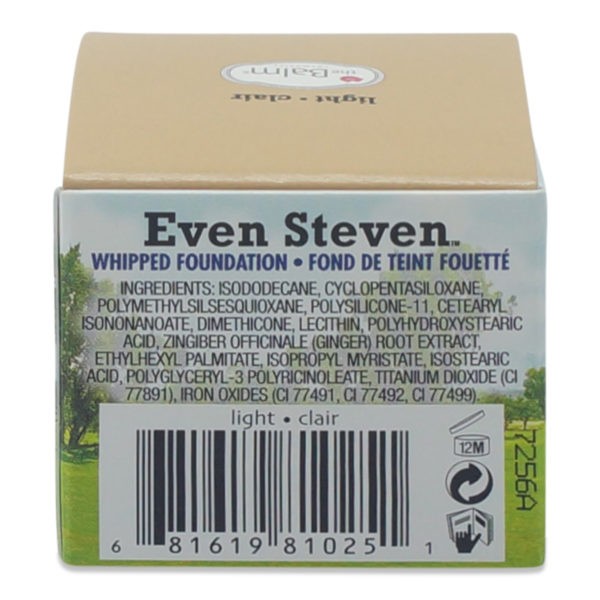 theBalm®
light • clair
Even Steven™
WHIPPED FOUNDATION • FOND DE TEINT FOUETTÉ
INGREDIENTS: ISODODECANE, CYCLOPENTASILOXANE,
POLYMETHYLSILSESQUIOXANE, POLYSILICONE-11, CETEARYL
ISONONANOATE, DIMETHICONE, LECITHIN, POLYHYDROXYSTEARIC
ACID, ZINGIBER OFFICINALE (GINGER) ROOT EXTRACT,
ETHYLHEXYL PALMITATE, ISOPROPYL MYRISTATE, ISOSTEARIC
ACID, POLYGLYCERYL-3 POLYRICINOLEATE, TITANIUM DIOXIDE (CI
77891), IRON OXIDES (CI 77491, CI 77492, CI 77499).
light • clair
12M
7256A
6 81619 81025 1